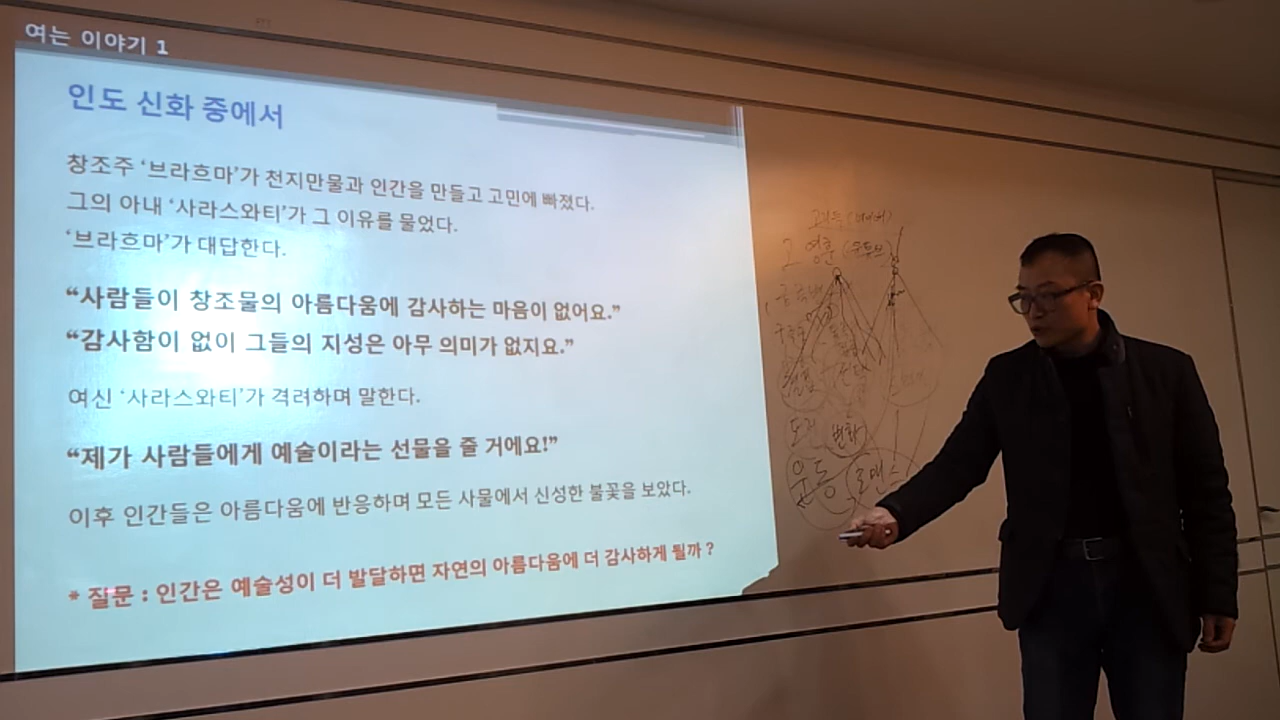 여는 이야기 1
인도 신화 중에서
창조주 ‘브라흐마’가 천지만물과 인간을 만들고 고민에 빠졌다.
그의 아내 ‘사라스와티’가 그 이유를 물었다.
‘브라흐마’가 대답한다.
“사람들이 창조물의 아름다움에 감사하는 마음이 없어요.”
“감사함이 없이 그들의 지성은 아무 의미가 없지요.”
여신 ‘사라스와티’가 격려하며 말한다.
“제가 사람들에게 예술이라는 선물을 줄 거에요!”
이후 인간들은 아름다움에 반응하며 모든 사물에서 신성한 불꽃을 보았다.
* 질문 : 인간은 예술성이 더 발달하면 자연의 아름다움에 더 감사하게 될까 ?
변화
운동 로맨스